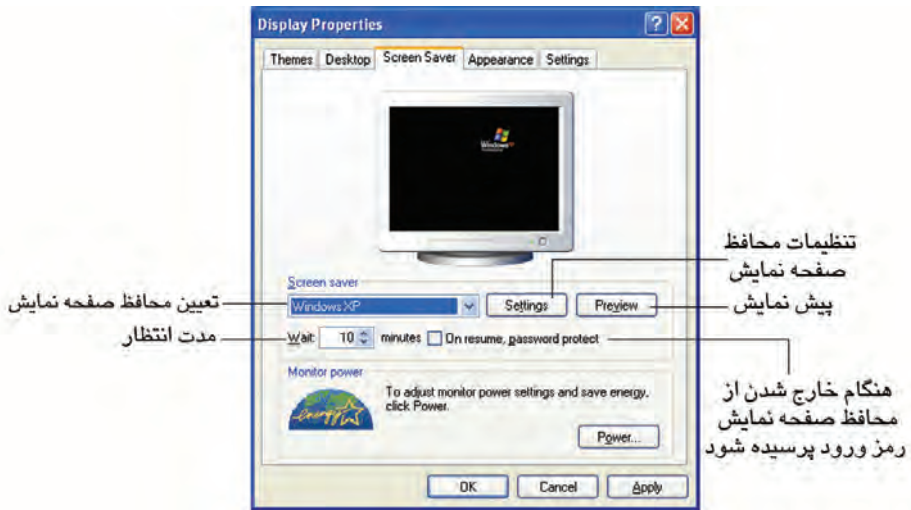 Display Properties
Themes Desktop Screen Saver Appearance Settings
Windows XP
تنظیمات محافظ
صفحه نمایش
Screen saver
تعیین محافظ صفحه نمایش
Windows XP
Settings
Preview
پیش نمایش
مدت انتظار
Wait: 10 minutes On resume, password protect
هنگام خارج شدن از
محافظ صفحه نمایش
رمز ورود پرسیده شود
Monitor power
energy
To adjust monitor power settings and save energy,
click Power.
Power...
OK Cancel Apply